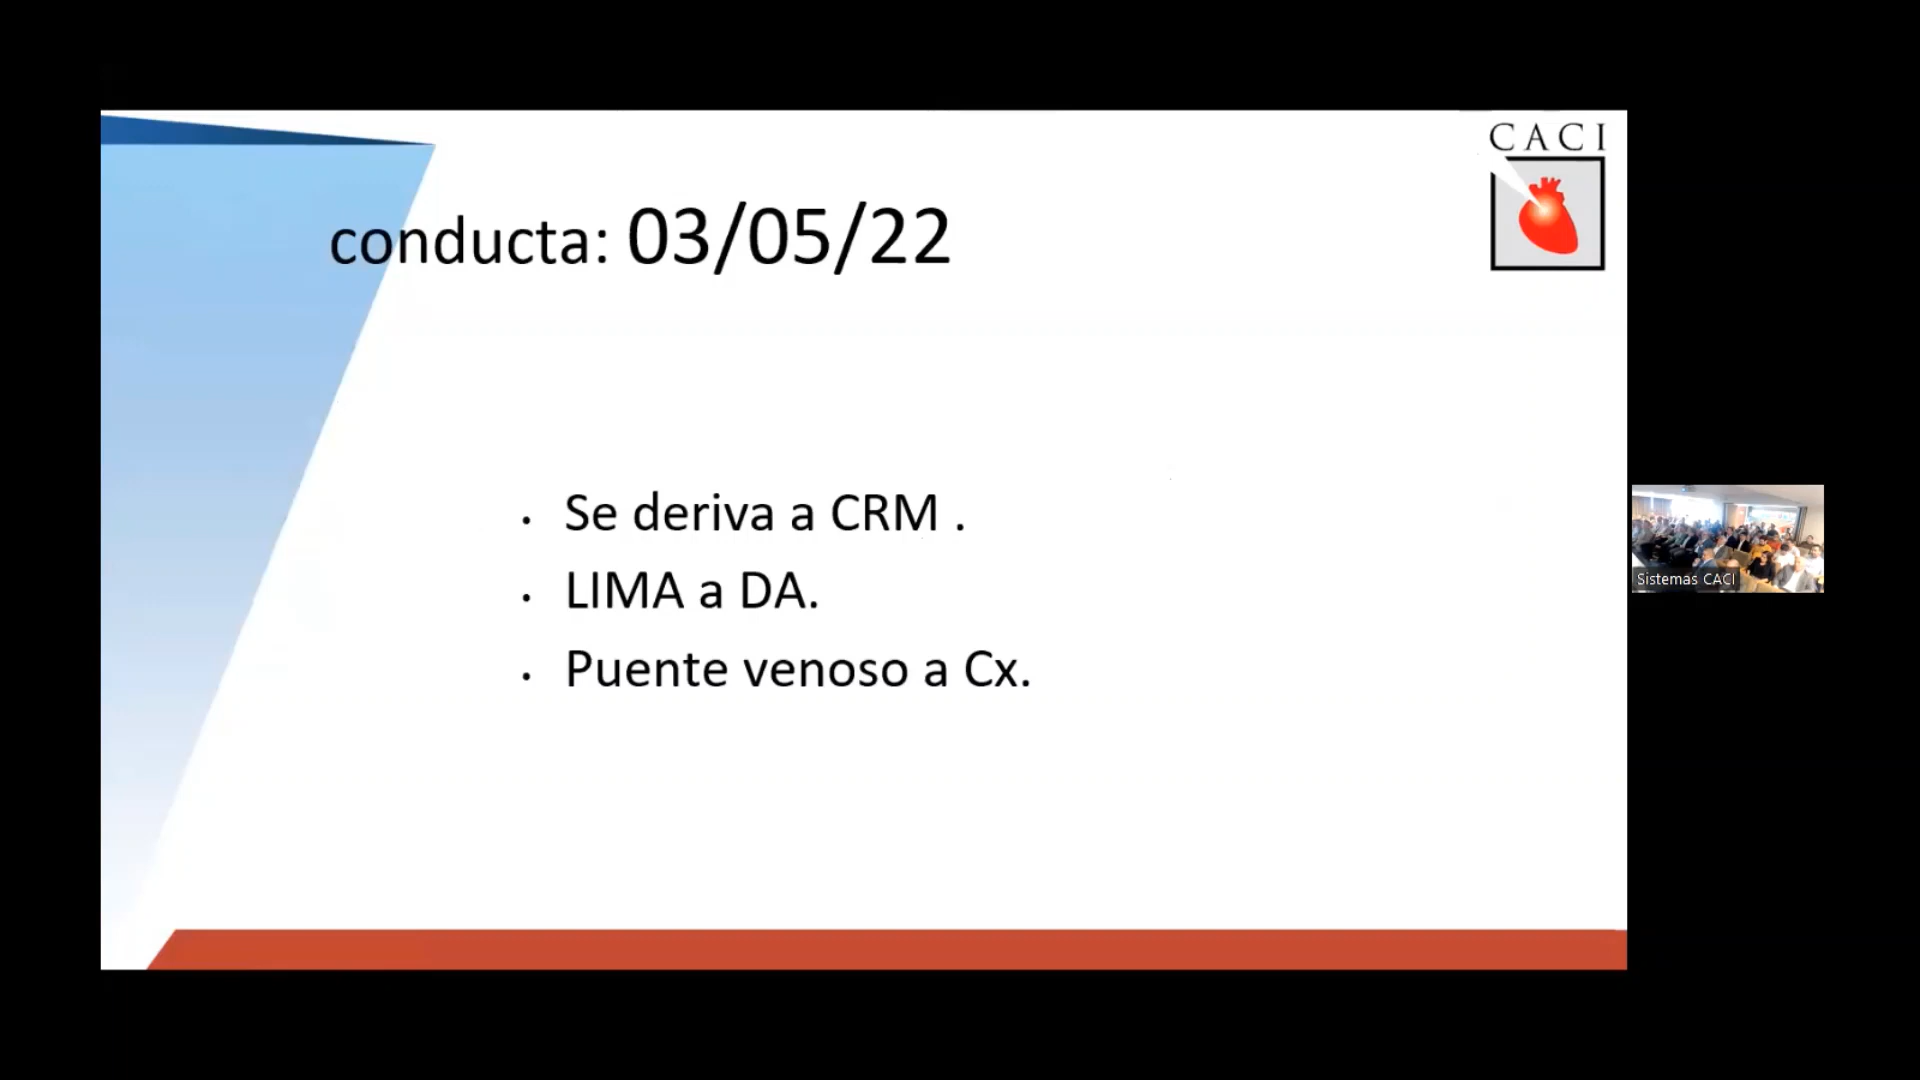 CACI
conducta: 03/05/22
• Se deriva a CRM .
• LIMA a DA.
• Puente venoso a Cx.
Sistemas CACI